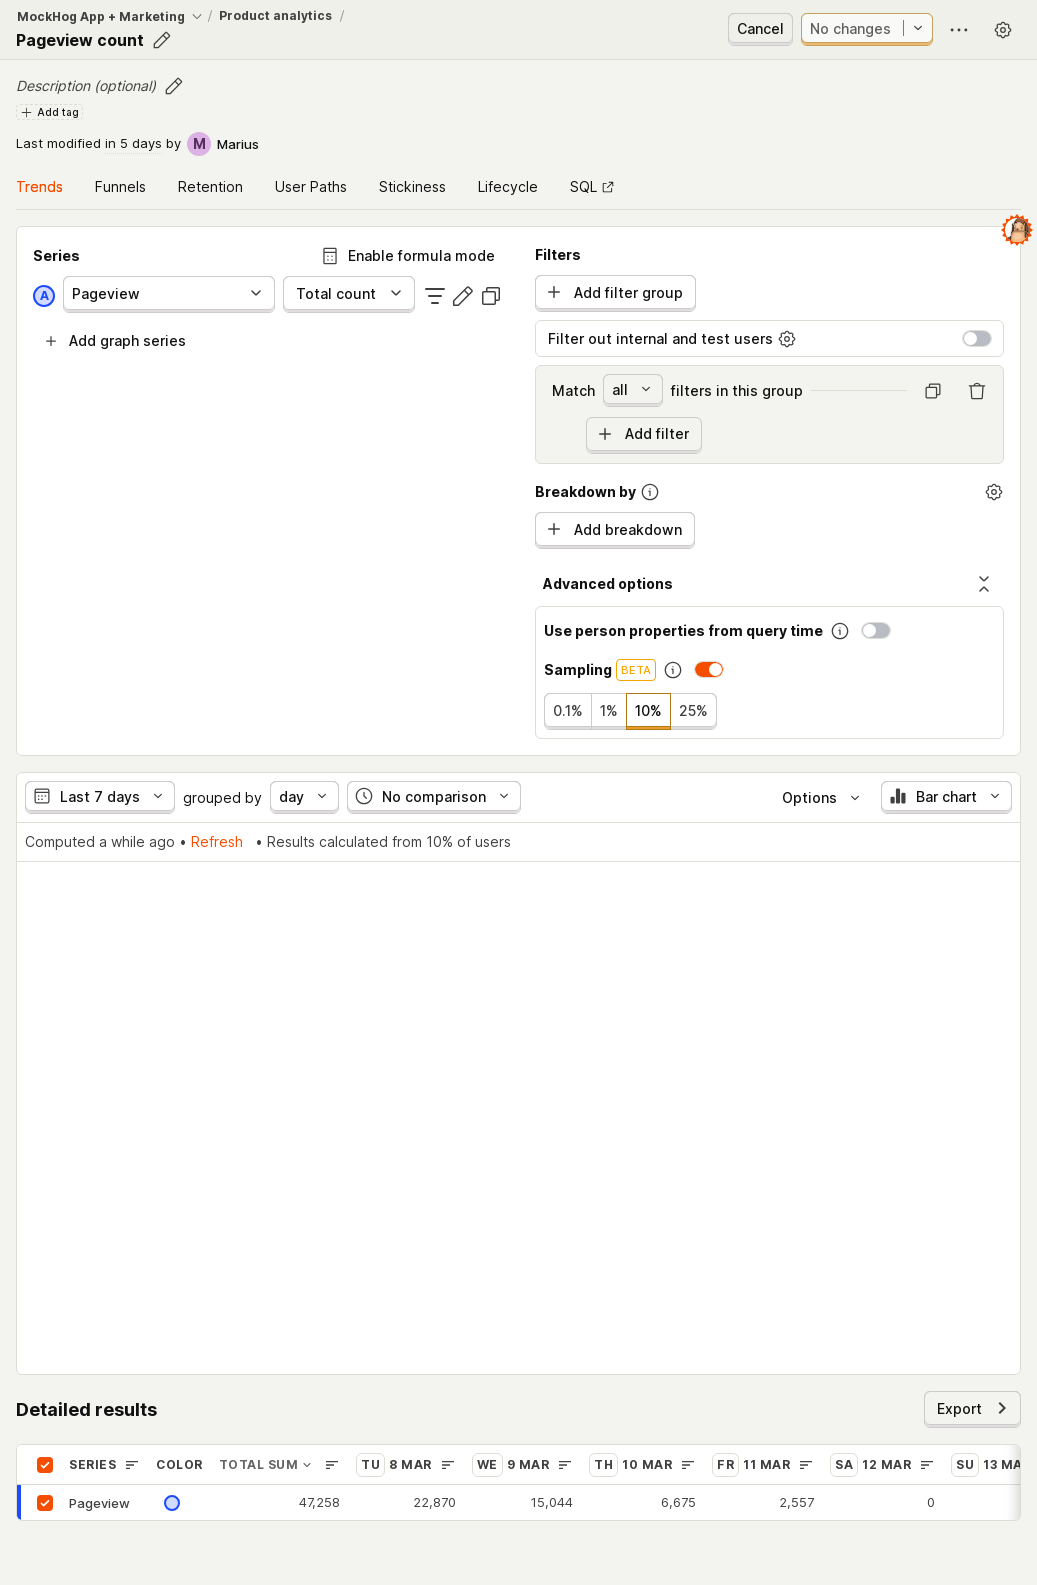 MockHog App + Marketing / Product analytics /
Pageview count
Cancel No changes
Description (optional)
Add tag
Last modified in 5 days by M Marius
Trends Funnels Retention User Paths Stickiness Lifecycle SQL
Series Enable formula mode
A Pageview Total count
Add graph series
Filters
Add filter group
Filter out internal and test users
Match all filters in this group
Add filter
Breakdown by
Add breakdown
Advanced options
Use person properties from query time
Sampling BETA
0.1% 1% 10% 25%
Last 7 days grouped by day No comparison Options Bar chart
Computed a while ago • Refresh • Results calculated from 10% of users
Detailed results Export
SERIES COLOR TOTAL SUM TU 8 MAR WE 9 MAR TH 10 MAR FR 11 MAR SA 12 MAR SU 13 MA
Pageview 47,258 22,870 15,044 6,675 2,557 0